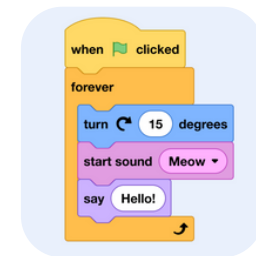 when clicked
forever
turn 15 degrees
start sound Meow
say Hello!